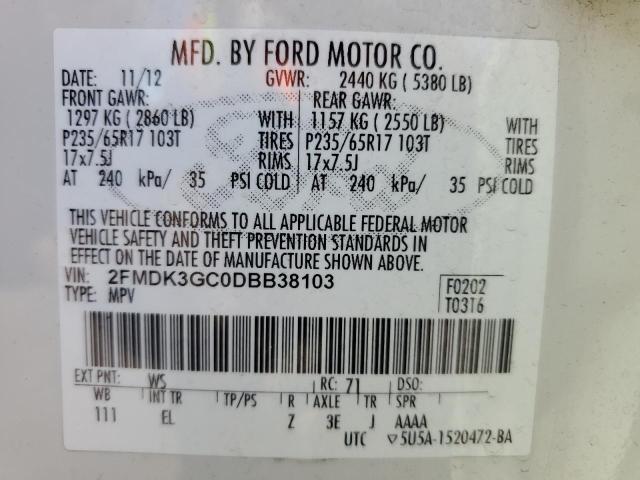 MFD. BY FORD MOTOR CO.
DATE: 11/12 GVWR: 2440 KG ( 5380 LB)
FRONT GAWR: REAR GAWR:
1297 KG ( 2860 LB) WITH 1157 KG ( 2550 LB) WITH
P235/65R17 103T TIRES P235/65R17 103T TIRES
17x7.5J RIMS 17x7.5J RIMS
AT 240 kPa/ 35 PSI COLD AT 240 kPa/ 35 PSI COLD
THIS VEHICLE CONFORMS TO ALL APPLICABLE FEDERAL MOTOR
VEHICLE SAFETY AND THEFT PREVENTION STANDARDS IN
EFFECT ON THE DATE OF MANUFACTURE SHOWN ABOVE.
VIN: 2FMDK3GC0DBB38103 F0202
TYPE: MPV T0316
EXT PNT: WS RC: 71 DSO:
WB INT TR TP/PS R AXLE TR SPR
111 EL Z 3E J AAAA
UTC ▽5U5A-1520472-BA